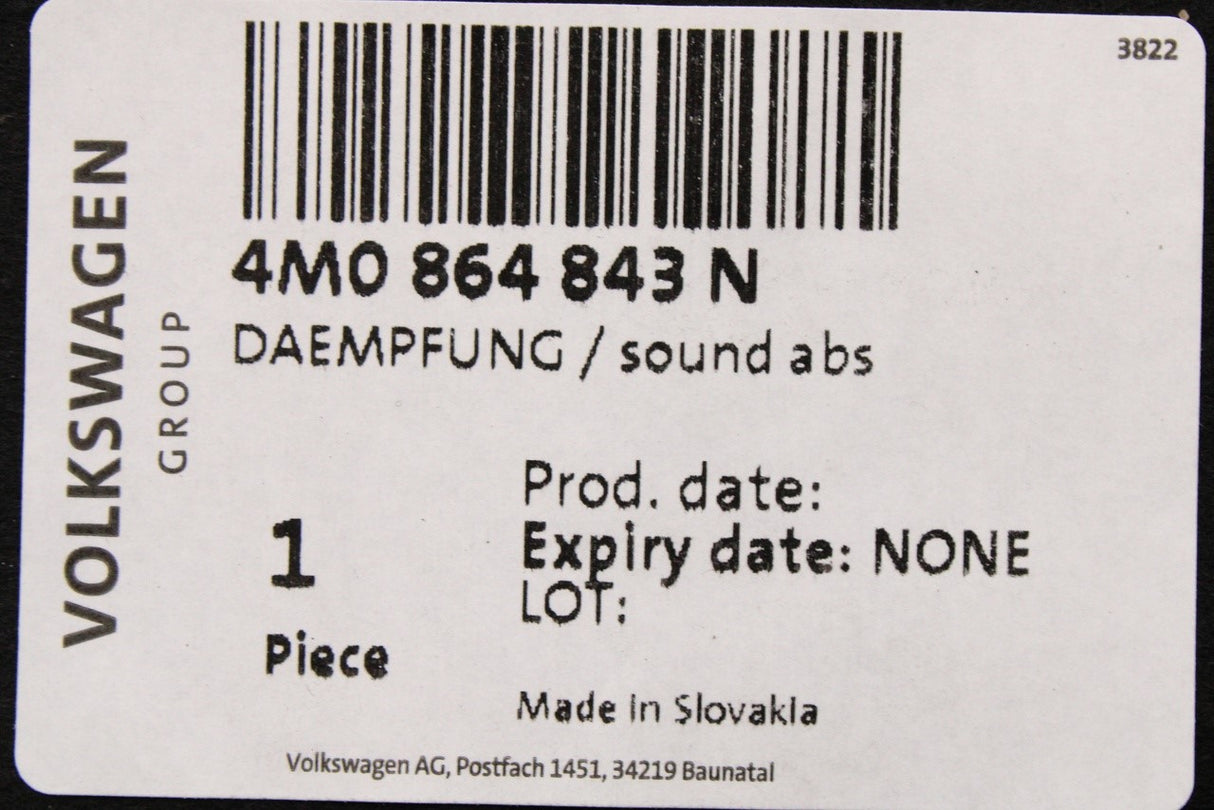 3822
VOLKSWAGEN
GROUP
4M0 864 843 N
DAEMPFUNG / sound abs
Prod. date:
1
Expiry date: NONE
LOT:
Piece
Made in Slovakia
Volkswagen AG, Postfach 1451, 34219 Baunatal